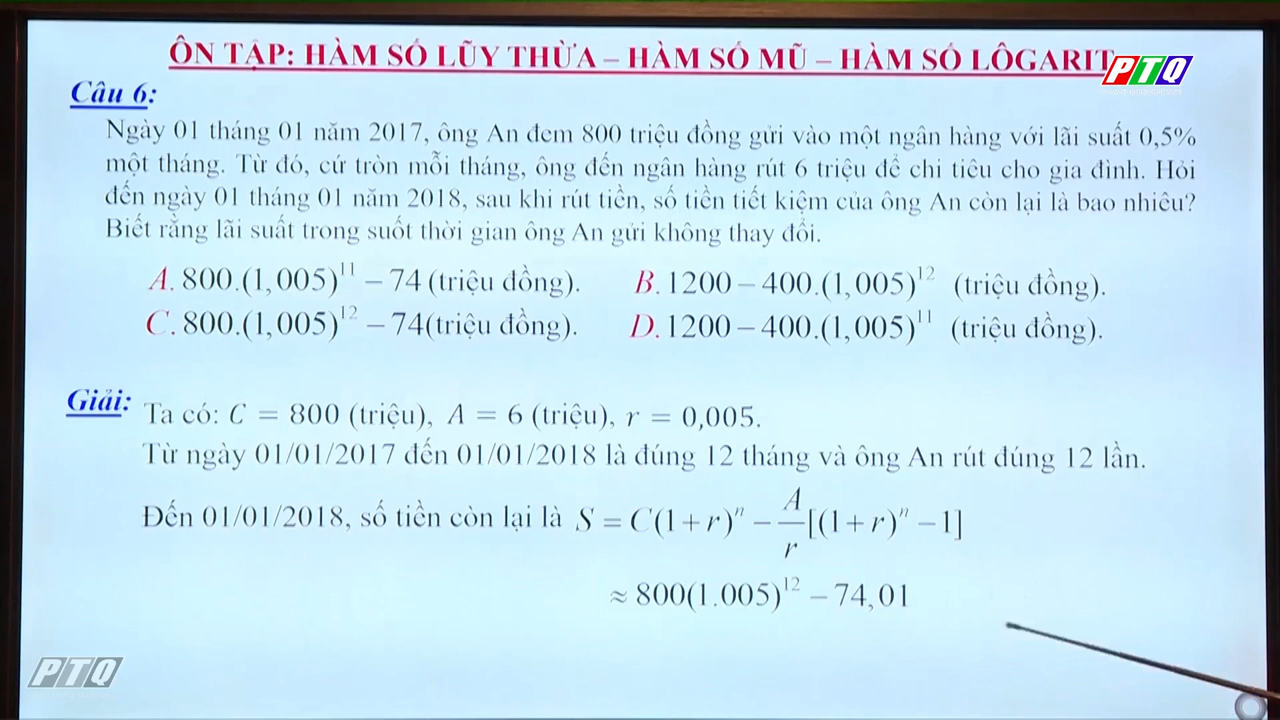 ÔN TẬP: HÀM SỐ LŨY THỪA – HÀM SỐ MŨ – HÀM SỐ LÔGARIT
PTQ
Câu 6:
Ngày 01 tháng 01 năm 2017, ông An đem 800 triệu đồng gửi vào một ngân hàng với lãi suất 0,5%
một tháng. Từ đó, cứ tròn mỗi tháng, ông đến ngân hàng rút 6 triệu để chi tiêu cho gia đình. Hỏi
đến ngày 01 tháng 01 năm 2018, sau khi rút tiền, số tiền tiết kiệm của ông An còn lại là bao nhiêu?
Biết rằng lãi suất trong suốt thời gian ông An gửi không thay đổi.
A. 800.(1,005)^11 – 74 (triệu đồng). B. 1200 – 400.(1,005)^12 (triệu đồng).
C. 800.(1,005)^12 – 74(triệu đồng). D. 1200 – 400.(1,005)^11 (triệu đồng).
Giải: Ta có: C = 800 (triệu), A = 6 (triệu), r = 0,005.
Từ ngày 01/01/2017 đến 01/01/2018 là đúng 12 tháng và ông An rút đúng 12 lần.
Đến 01/01/2018, số tiền còn lại là S = C(1 + r)^n – A/r [(1 + r)^n – 1]
≈ 800(1.005)^12 – 74,01
PTQ